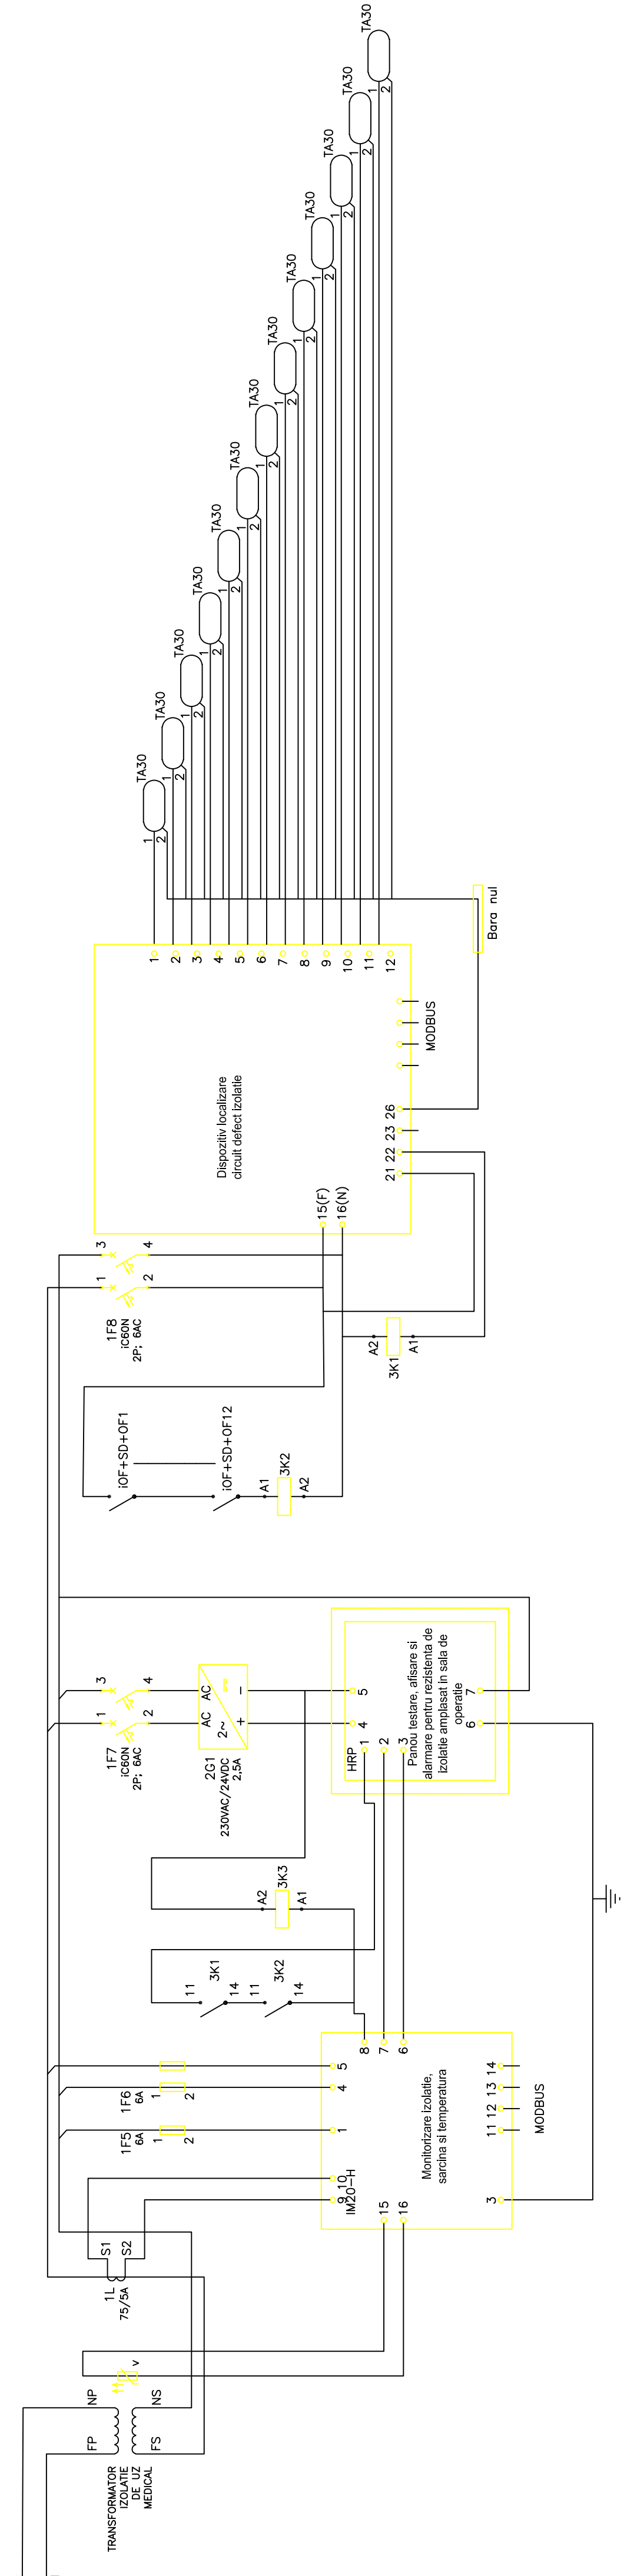 TA30
1
2
TA30
1
2
TA30
1
2
TA30
1
2
TA30
1
2
TA30
1
2
TA30
1
2
TA30
1
2
TA30
1
2
TA30
1
2
TA30
1
2
TA30
1
2
TA30
1
2
Bara nul
1
2
3
4
5
6
7
8
9
10
11
12
MODBUS
Dispozitiv localizare
circuit defect izolatie
26
23
22
21
15(F)
16(N)
3
4
1
2
1F8
iC60N
2P; 6AC
A2
3K1
A1
iOF+SD+OF1
iOF+SD+OF12
A1
3K2
A2
3
4
1
2
1F7
iC60N
2P; 6AC
AC
AC
2~
-
+
2G1
230VAC/24VDC
2,5A
HRP
5
4
1
2
3
Panou testare, afisare si
alarmare pentru rezistenta de
izolatie amplasat in sala de
operatie
7
6
A2
3K3
A1
11
3K1
14
11
3K2
14
8
7
6
5
4
1
10
9
IM20-H
Monitorizare izolatie,
sarcina si temperatura
14
13
12
11
MODBUS
3
15
16
1F6
6A
1
2
1F5
6A
1
2
S1
S2
1L
75/5A
v
NP
NS
FP
FS
TRANSFORMATOR
IZOLATIE
DE UZ
MEDICAL